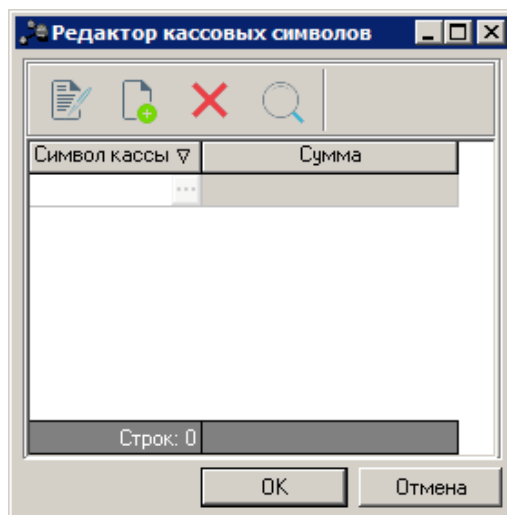 Редактор кассовых символов
Символ кассы Сумма
...
Строк: 0
OK Отмена